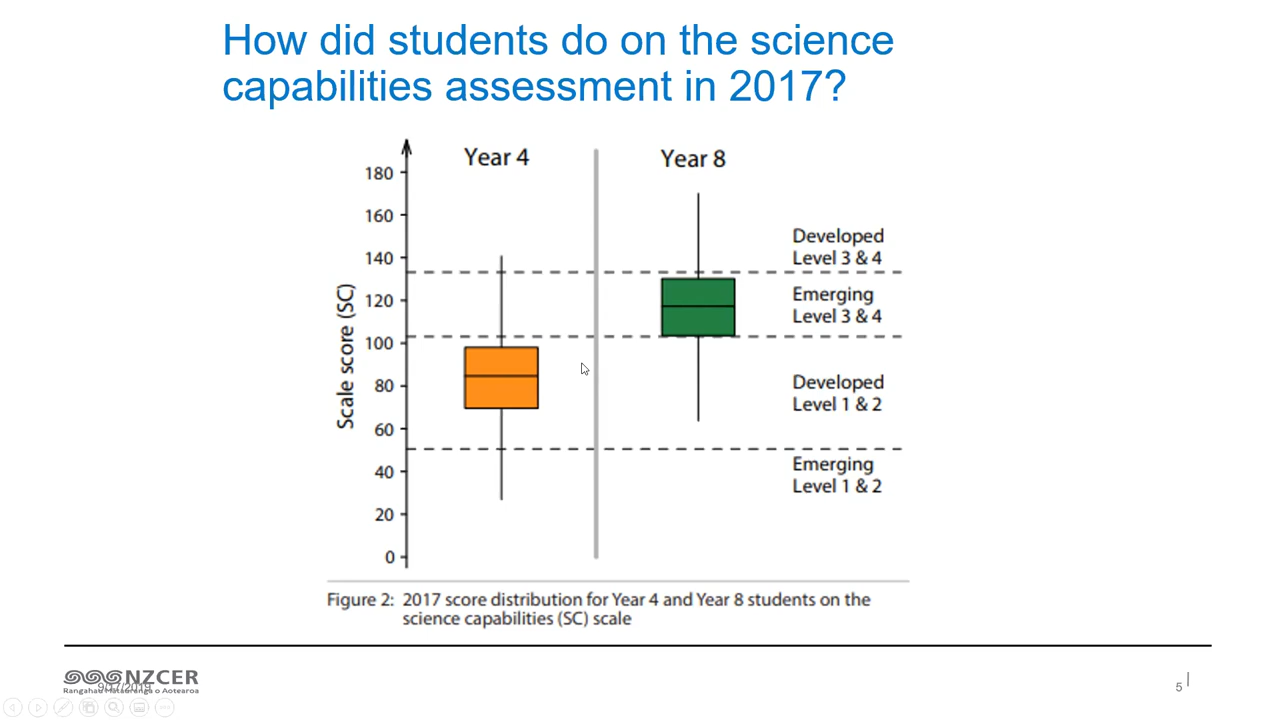 How did students do on the science
capabilities assessment in 2017?
Year 4
Year 8
180
160
140
120
100
80
60
40
20
0
Scale score (SC)
Developed
Level 3 & 4
Emerging
Level 3 & 4
Developed
Level 1 & 2
Emerging
Level 1 & 2
Figure 2: 2017 score distribution for Year 4 and Year 8 students on the
science capabilities (SC) scale
NZCER
Rangahau Mātauranga o Aotearoa
5